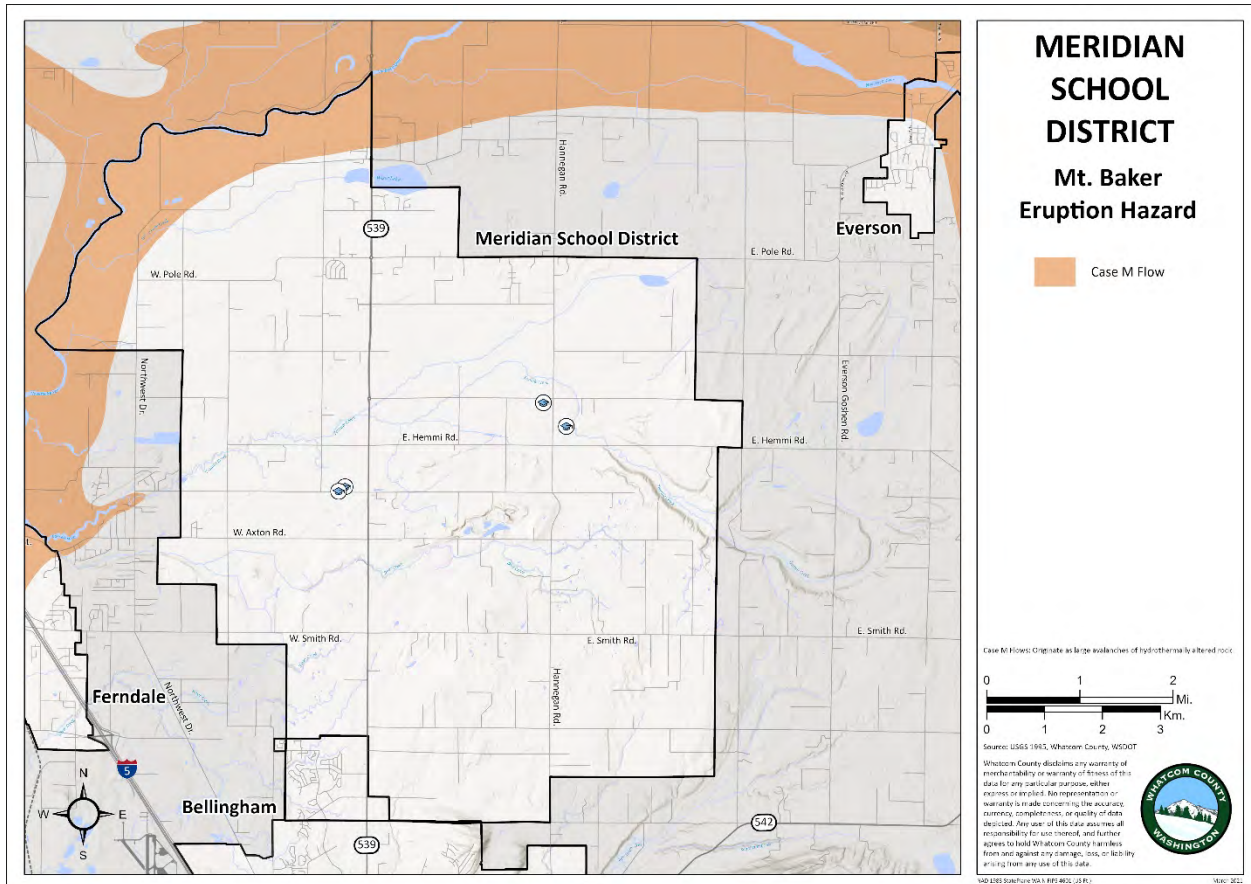 MERIDIAN
SCHOOL
DISTRICT
Mt. Baker
Eruption Hazard
Case M Flow
Hannegan Rd.
539
Meridian School District
Everson
E. Pole Rd.
W. Pole Rd.
Northwest Dr.
Everson Goshen Rd.
E. Hemmi Rd.
E. Hemmi Rd.
W. Axton Rd.
W. Smith Rd.
E. Smith Rd.
E. Smith Rd.
Hannegan Rd.
Ferndale
Northwest Dr.
5
Bellingham
539
542
N
W
E
S
Case M Flows: Originate as large avalanches of hydrothermally altered rock
0 1 2
Mi.
Km.
0 1 2 3
Source: USGS 1995, Whatcom County, WSDOT
Whatcom County disclaims any warranty of
merchantability or warranty of fitness of this
data for any particular purpose, either
express or implied. No representation or
warranty is made concerning the accuracy,
currency, completeness, or quality of data
depicted. Any user of this data assumes all
responsibility for use thereof, and further
agrees to hold Whatcom County harmless
from and against any damage, loss, or liability
arising from any use of this data.
WHATCOM COUNTY
WASHINGTON
March 2021